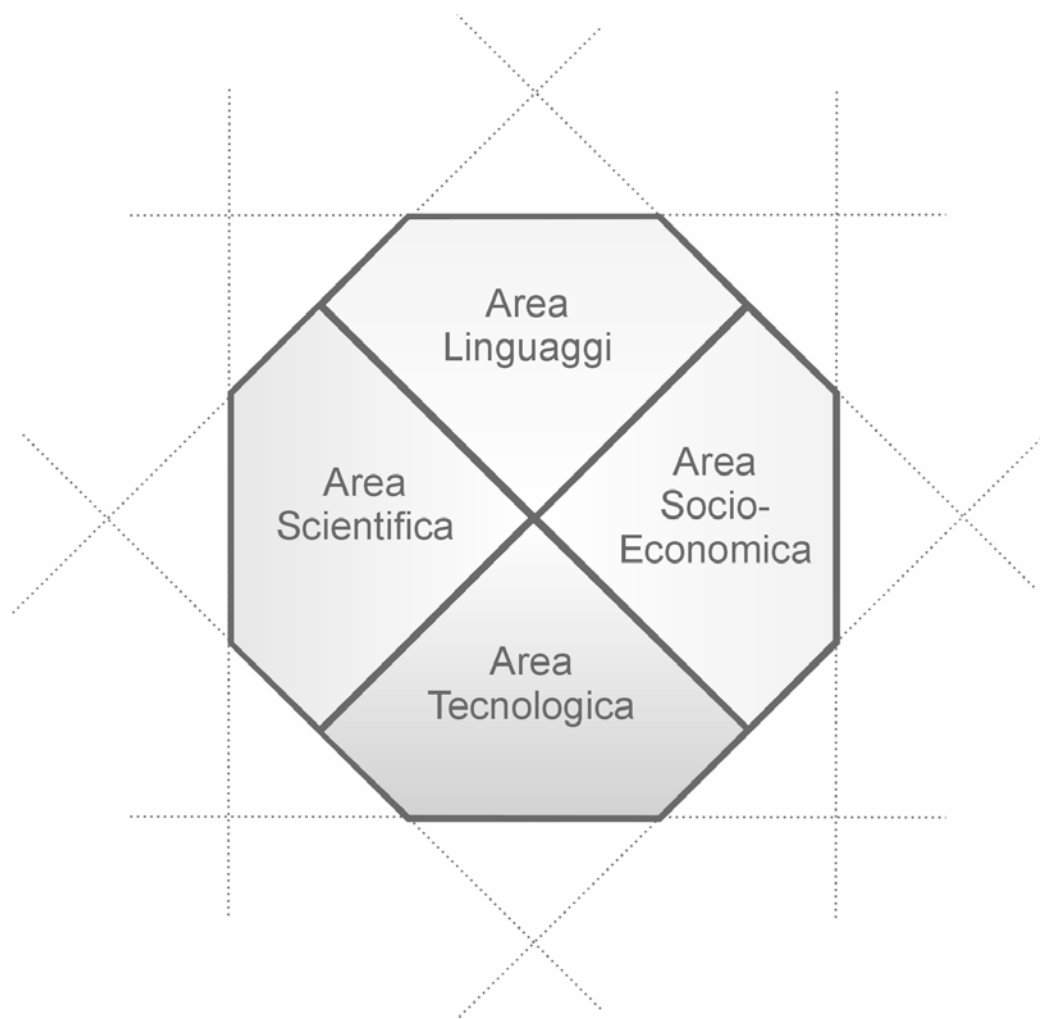 Area
Linguaggi
Area
Scientifica
Area
Socio-
Economica
Area
Tecnologica